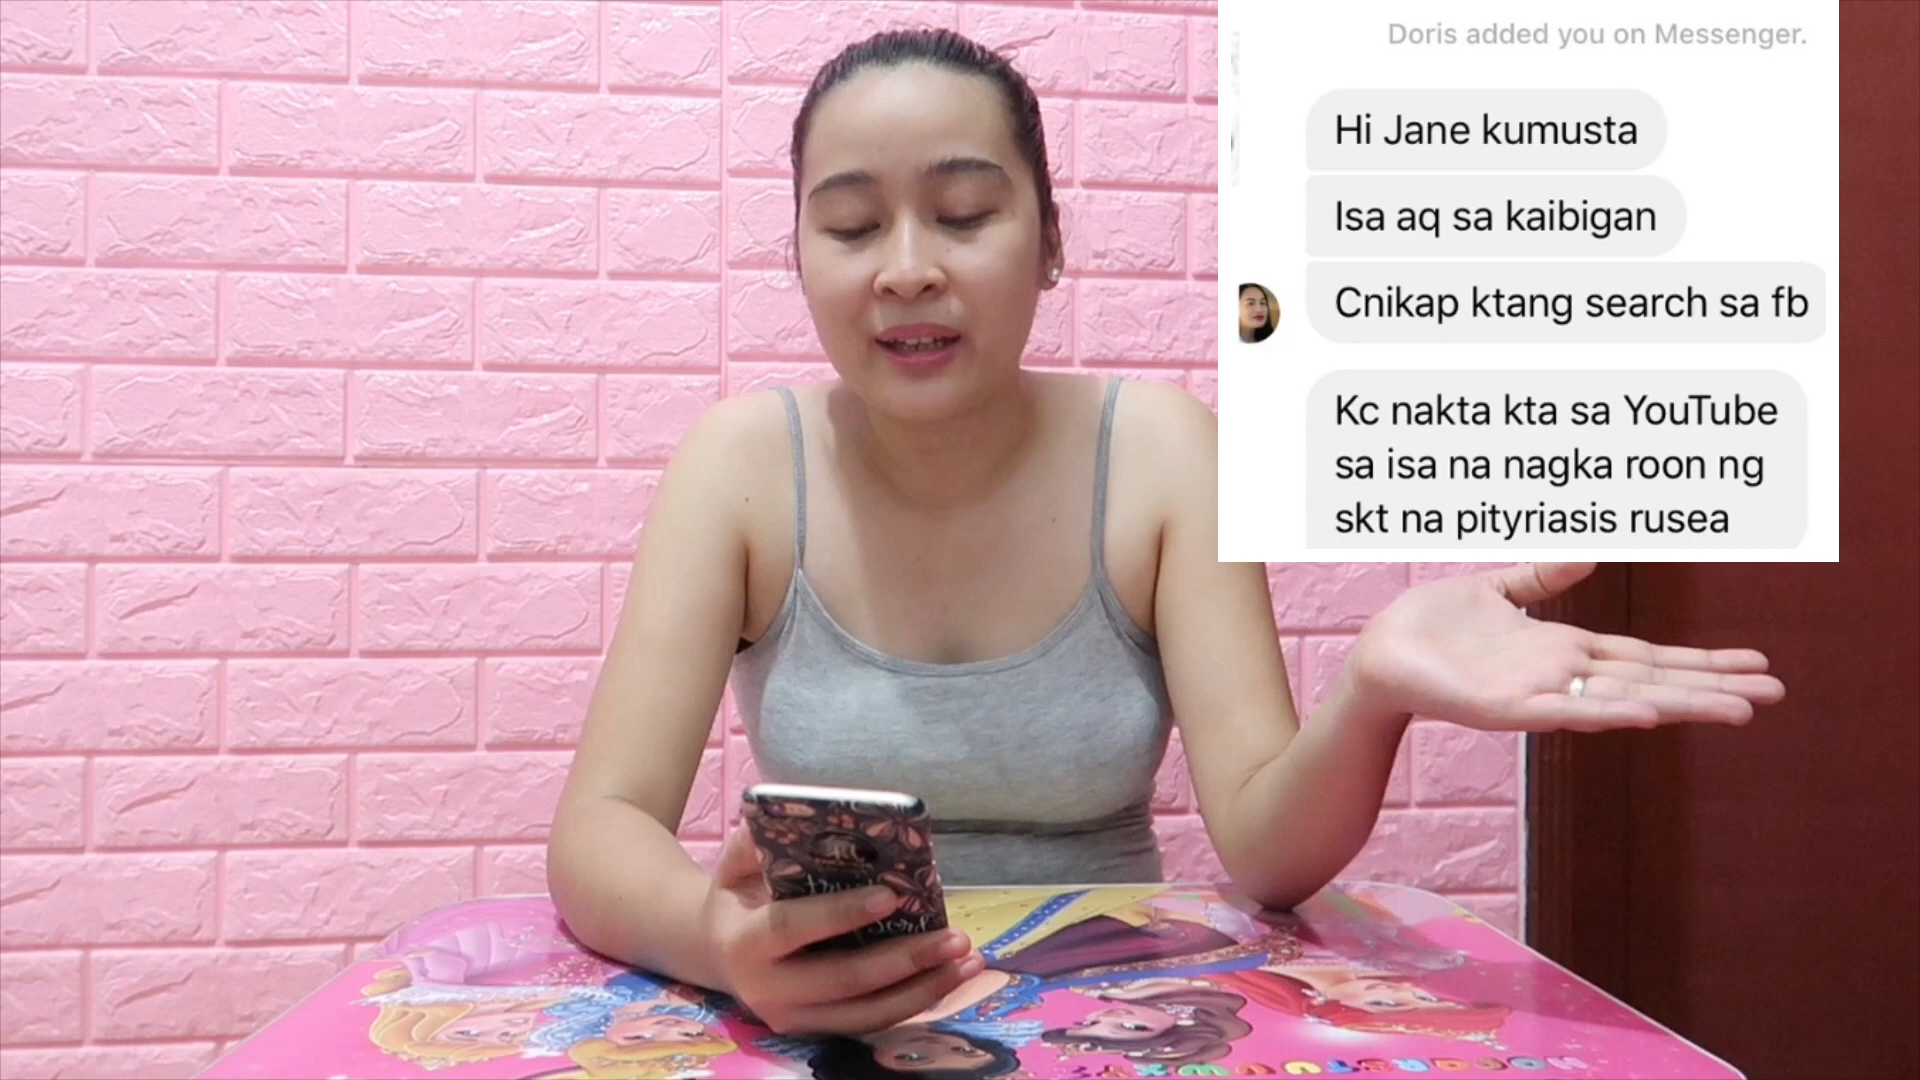 Doris added you on Messenger.
Hi Jane kumusta
Isa aq sa kaibigan
Cnikap ktang search sa fb
Kc nakta kta sa YouTube
sa isa na nagka roon ng
skt na pityriasis rusea